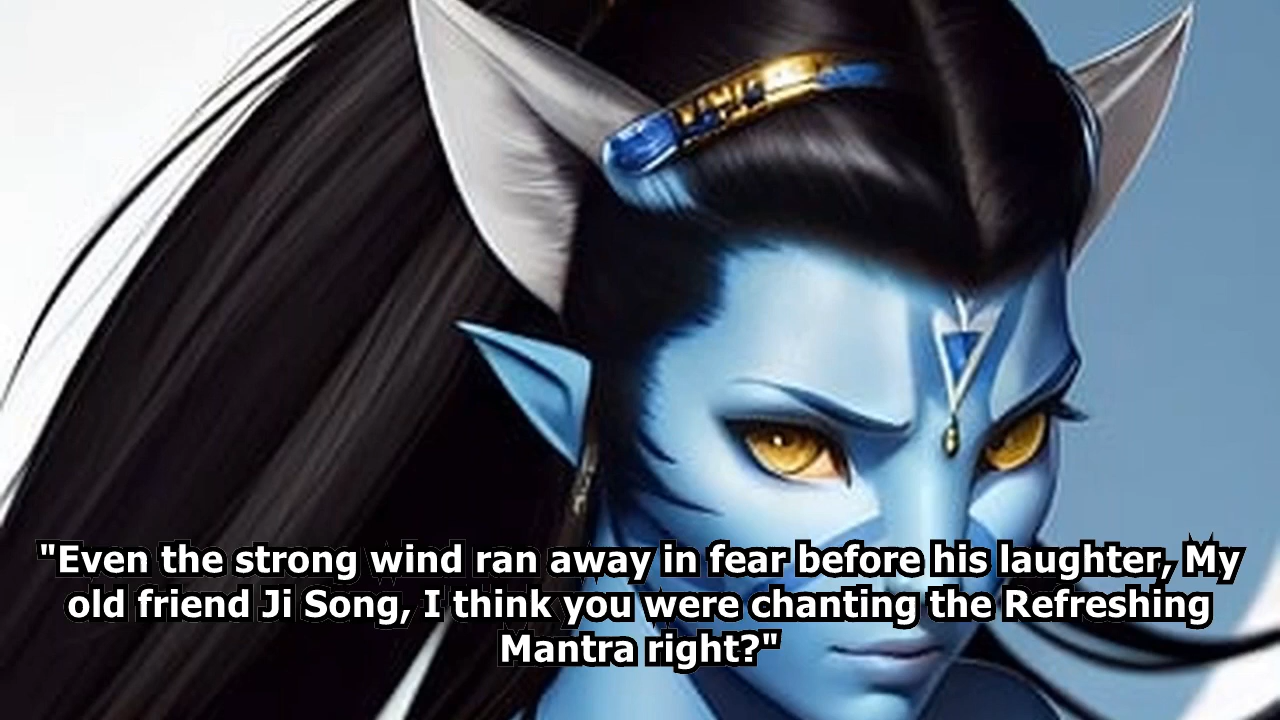 "Even the strong wind ran away in fear before his laughter, My
old friend Ji Song, I think you were chanting the Refreshing
Mantra right?"